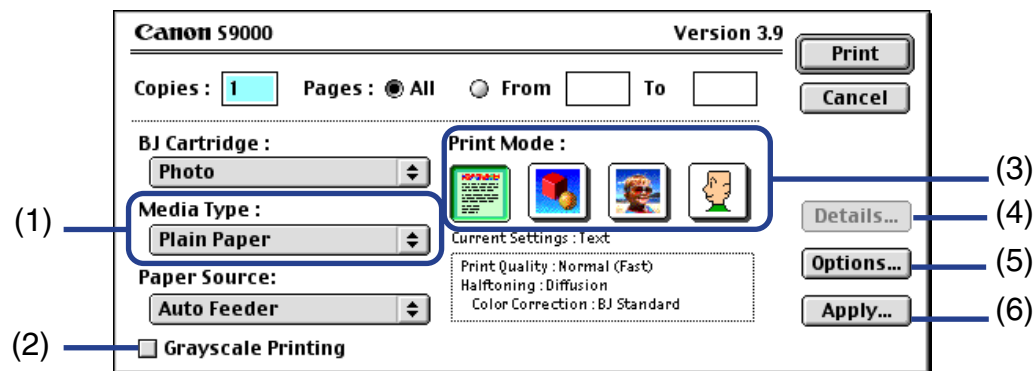 Canon S9000 Version 3.9
Print
Copies : 1 Pages : All From To
Cancel
BJ Cartridge :
Photo
Print Mode :
(3)
(1)
Media Type :
Plain Paper
Details...
(4)
Current Settings : Text
Paper Source:
Print Quality : Normal (Fast)
Halftoning : Diffusion
Color Correction : BJ Standard
Options...
(5)
Auto Feeder
Apply...
(6)
(2)
Grayscale Printing